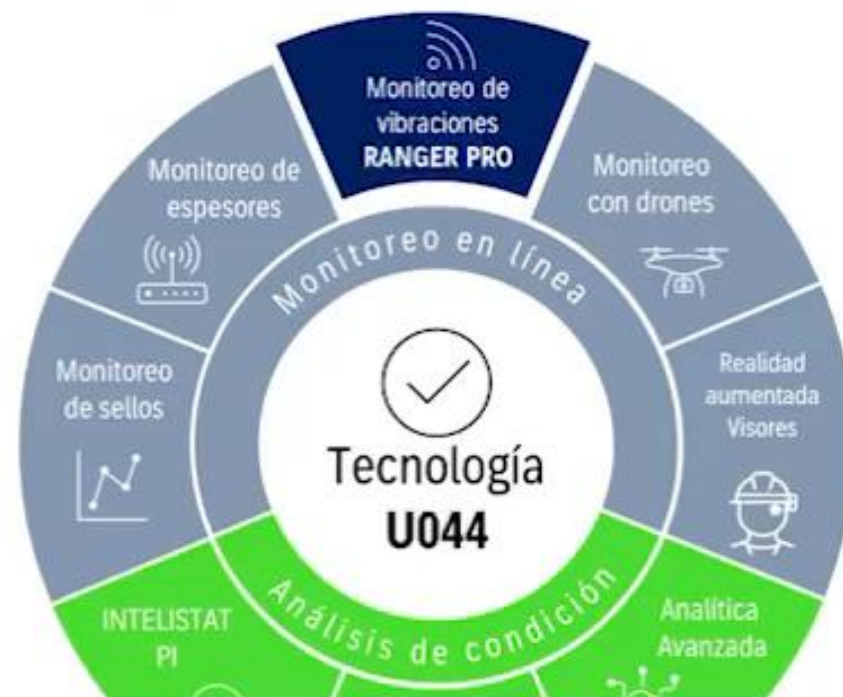 Monitoreo de
vibraciones
RANGER PRO
Monitoreo de
espesores
Monitoreo
con drones
Monitoreo en línea
Monitoreo
de sellos
Realidad
aumentada
Visores
Tecnología
U044
Análisis de condición
INTELISTAT
PI
Analítica
Avanzada